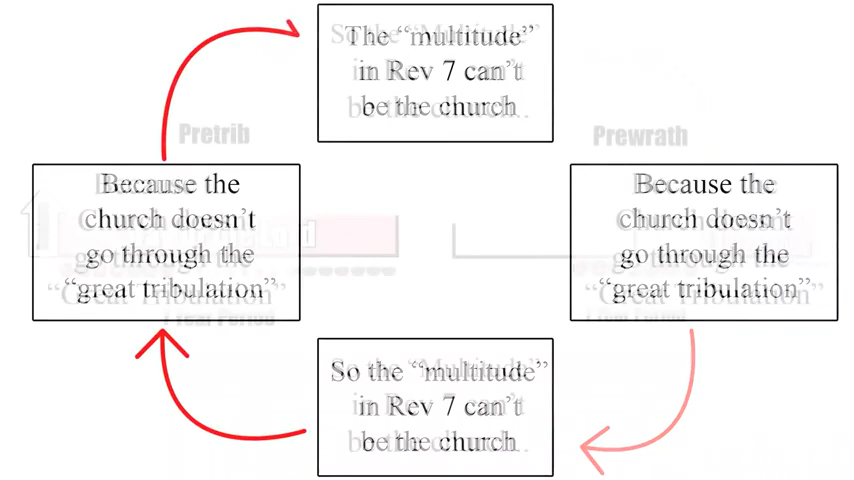 The “multitude”
in Rev 7 can’t
be the church
Pretrib
Prewrath
Because the
church doesn’t
go through the
“great tribulation”
Because the
church doesn’t
go through the
“great tribulation”
So the “multitude”
in Rev 7 can’t
be the church